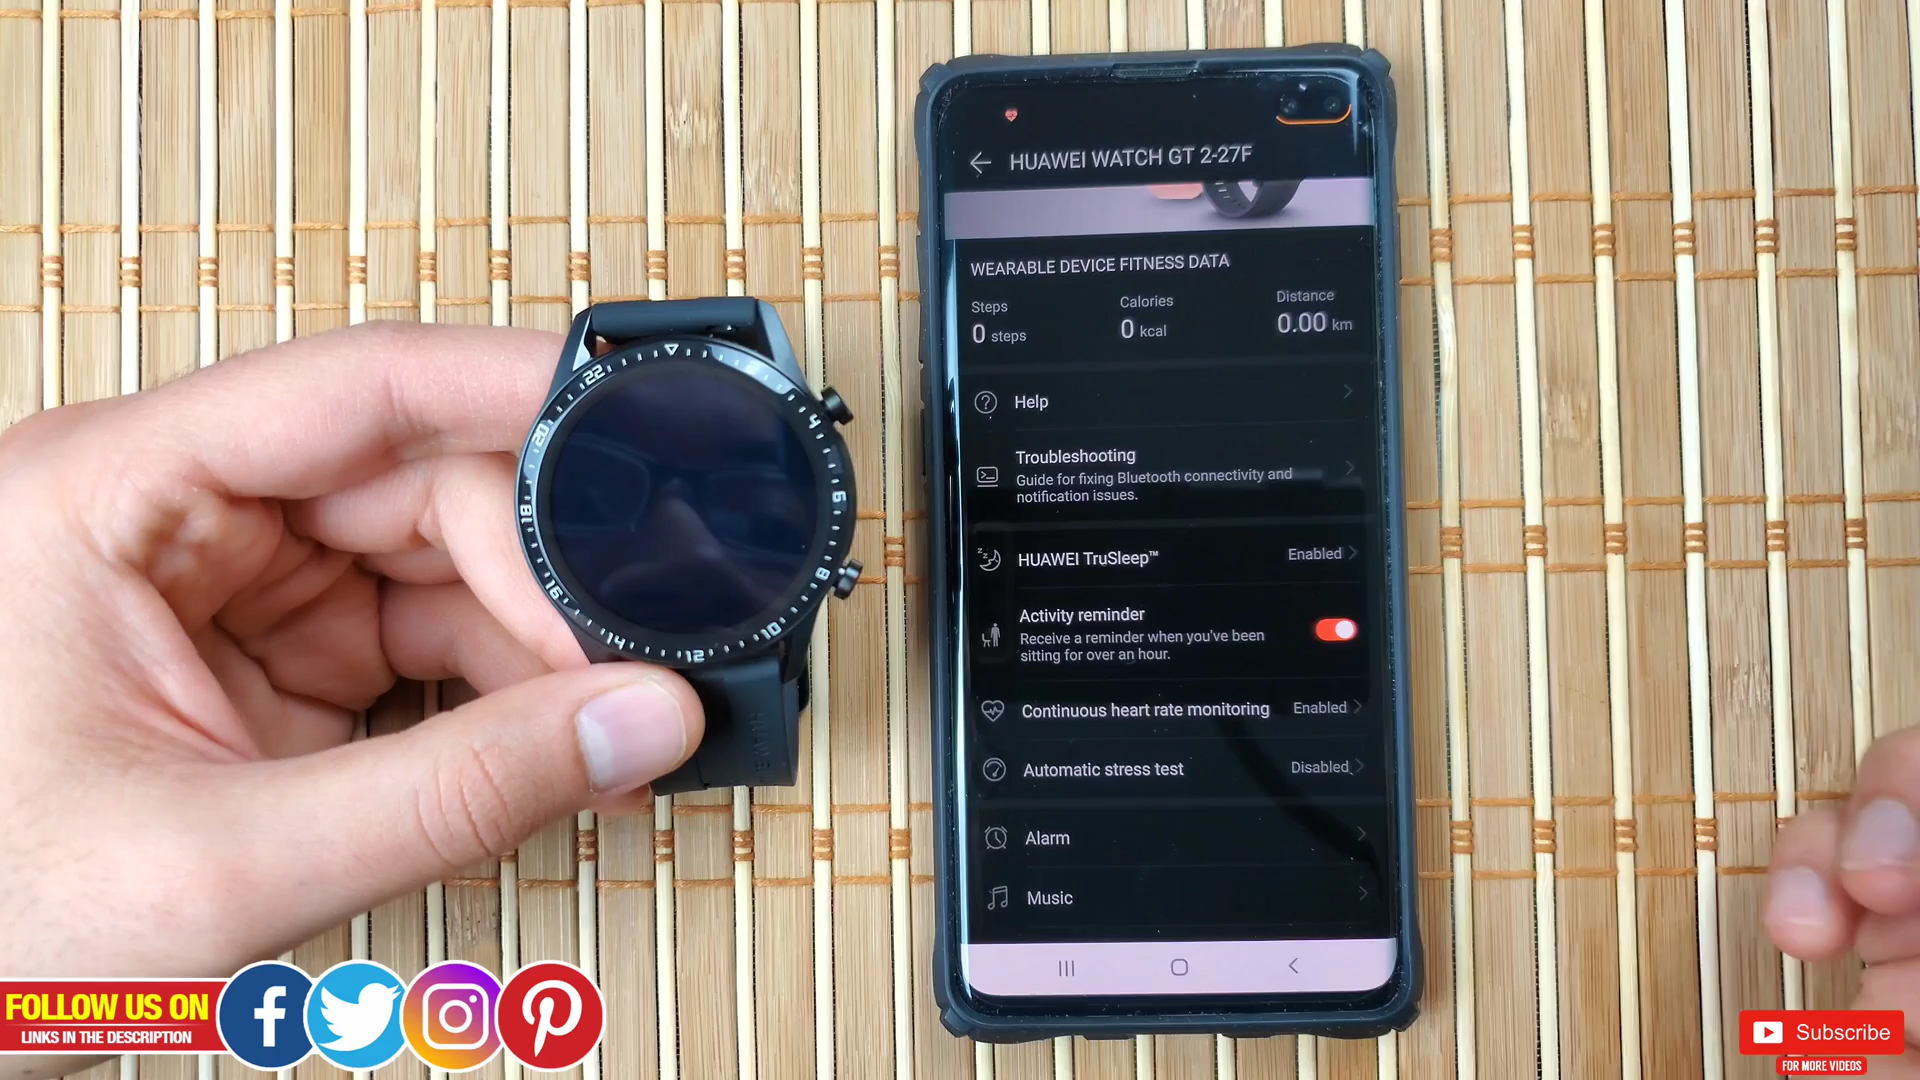 HUAWEI WATCH GT 2-27F
WEARABLE DEVICE FITNESS DATA
Steps
0 steps
Calories
0 kcal
Distance
0.00 km
Help
Troubleshooting
Guide for fixing Bluetooth connectivity and
notification issues.
HUAWEI TruSleep™
Enabled
Activity reminder
Receive a reminder when you've been
sitting for over an hour.
Continuous heart rate monitoring
Enabled
Automatic stress test
Disabled
Alarm
Music
22
4
6
8
10
12
14
16
18
20
HUAWEI
FOLLOW US ON
LINKS IN THE DESCRIPTION
Subscribe
FOR MORE VIDEOS